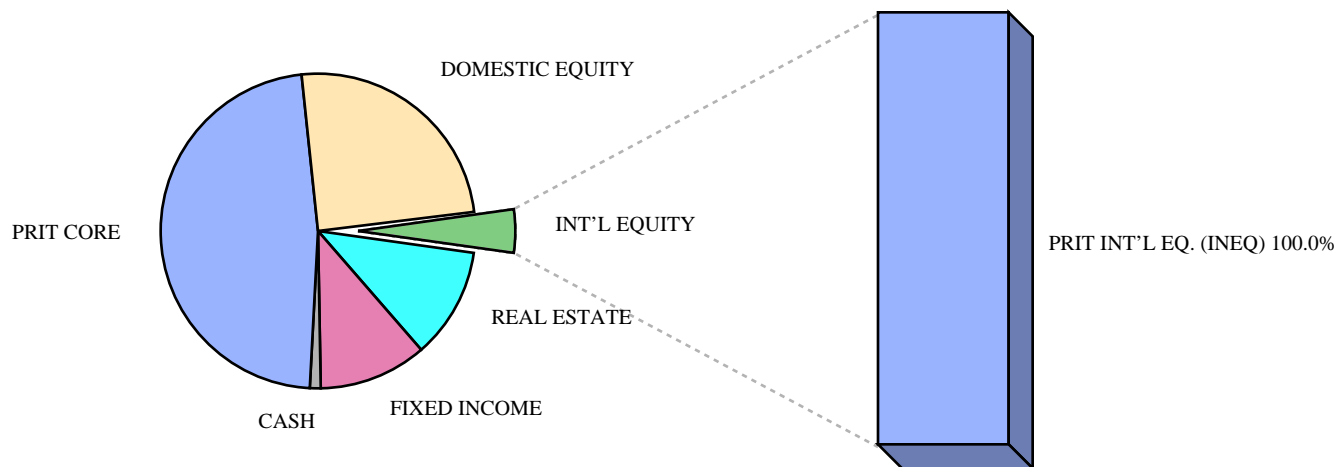 DOMESTIC EQUITY
INT'L EQUITY
PRIT CORE
PRIT INT'L EQ. (INEQ) 100.0%
REAL ESTATE
FIXED INCOME
CASH